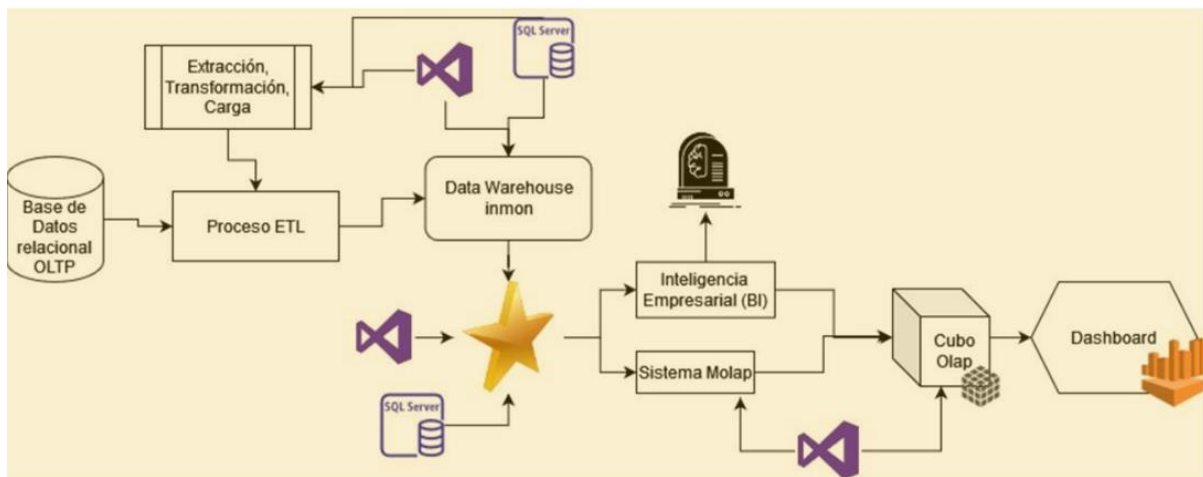 SQL Server
Extracción,
Transformación,
Carga
Base de
Datos
relacional
OLTP
Proceso ETL
Data Warehouse
inmon
Inteligencia
Empresarial (BI)
Sistema Molap
Cubo
Olap
Dashboard
SQL Server